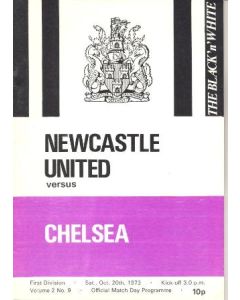 THE BLACK 'n' WHITE
NEWCASTLE
UNITED
versus
CHELSEA
First Division · Sat., Oct. 20th, 1973 · Kick-off 3.0 p.m.
Volume 2 No. 9 · Official Match Day Programme · 10p